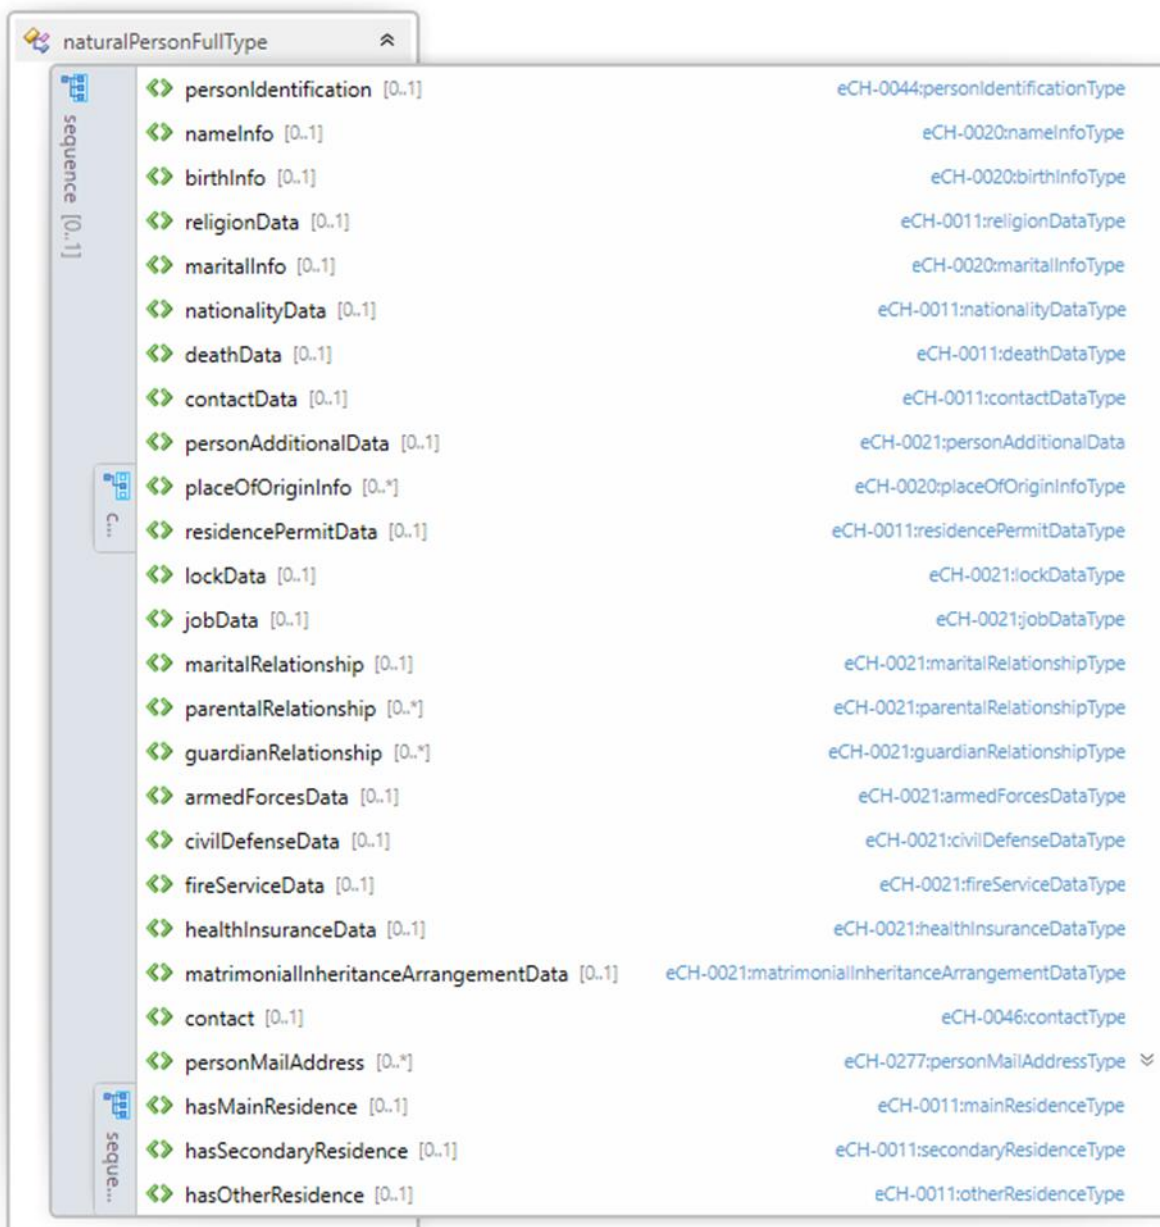 naturalPersonFullType
sequence [0..1]
personIdentification [0..1] eCH-0044:personIdentificationType
nameInfo [0..1] eCH-0020:nameInfoType
birthInfo [0..1] eCH-0020:birthInfoType
religionData [0..1] eCH-0011:religionDataType
maritalInfo [0..1] eCH-0020:maritalInfoType
nationalityData [0..1] eCH-0011:nationalityDataType
deathData [0..1] eCH-0011:deathDataType
contactData [0..1] eCH-0011:contactDataType
personAdditionalData [0..1] eCH-0021:personAdditionalData
c...
placeOfOriginInfo [0..*] eCH-0020:placeOfOriginInfoType
residencePermitData [0..1] eCH-0011:residencePermitDataType
lockData [0..1] eCH-0021:lockDataType
jobData [0..1] eCH-0021:jobDataType
maritalRelationship [0..1] eCH-0021:maritalRelationshipType
parentalRelationship [0..*] eCH-0021:parentalRelationshipType
guardianRelationship [0..*] eCH-0021:guardianRelationshipType
armedForcesData [0..1] eCH-0021:armedForcesDataType
civilDefenseData [0..1] eCH-0021:civilDefenseDataType
fireServiceData [0..1] eCH-0021:fireServiceDataType
healthInsuranceData [0..1] eCH-0021:healthInsuranceDataType
matrimonialInheritanceArrangementData [0..1] eCH-0021:matrimonialInheritanceArrangementDataType
contact [0..1] eCH-0046:contactType
personMailAddress [0..*] eCH-0277:personMailAddressType
seque...
hasMainResidence [0..1] eCH-0011:mainResidenceType
hasSecondaryResidence [0..1] eCH-0011:secondaryResidenceType
hasOtherResidence [0..1] eCH-0011:otherResidenceType